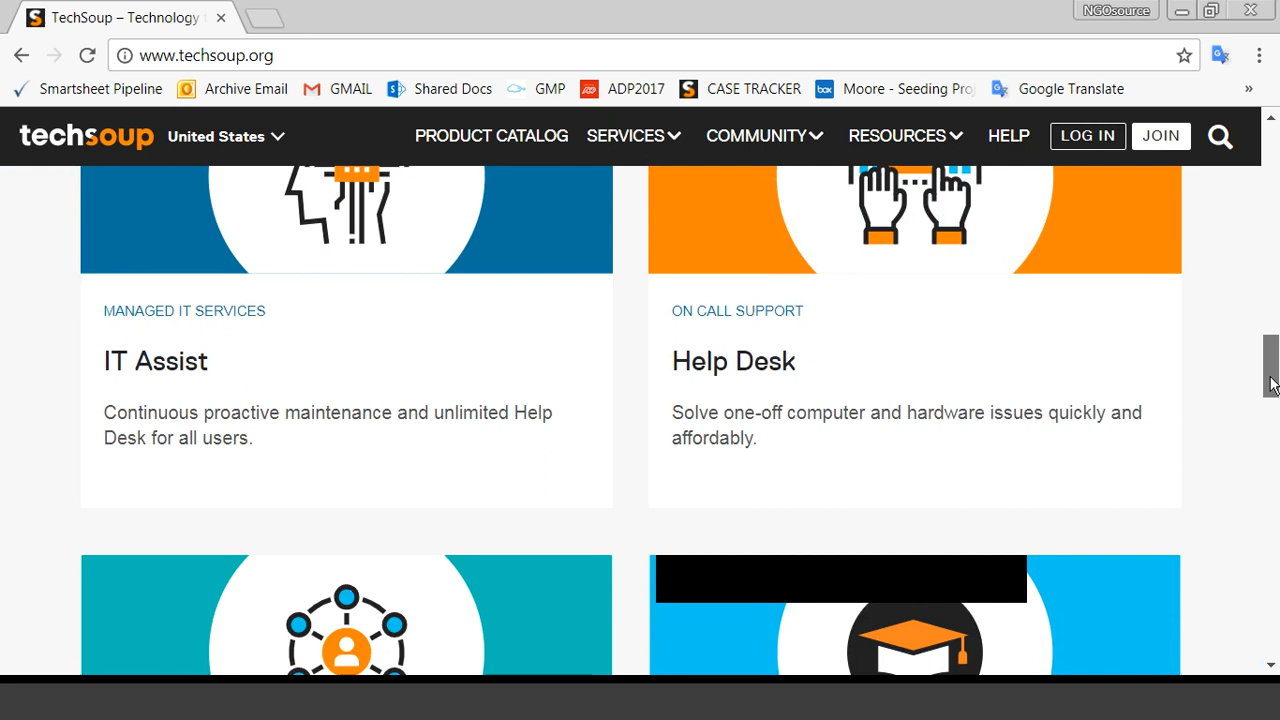 TechSoup – Technology
NGOsource
www.techsoup.org
Smartsheet Pipeline Archive Email GMAIL Shared Docs GMP ADP2017 CASE TRACKER Moore - Seeding Proj Google Translate »
techsoup United States PRODUCT CATALOG SERVICES COMMUNITY RESOURCES HELP LOG IN JOIN
MANAGED IT SERVICES
IT Assist
Continuous proactive maintenance and unlimited Help
Desk for all users.
ON CALL SUPPORT
Help Desk
Solve one-off computer and hardware issues quickly and
affordably.